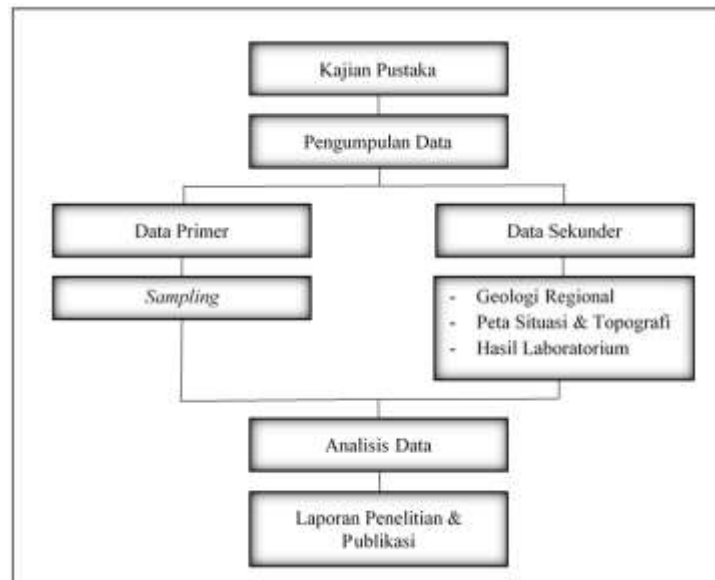 Kajian Pustaka
Pengumpulan Data
Data Primer
Data Sekunder
Sampling
- Geologi Regional
- Peta Situasi & Topografi
- Hasil Laboratorium
Analisis Data
Laporan Penelitian &
Publikasi